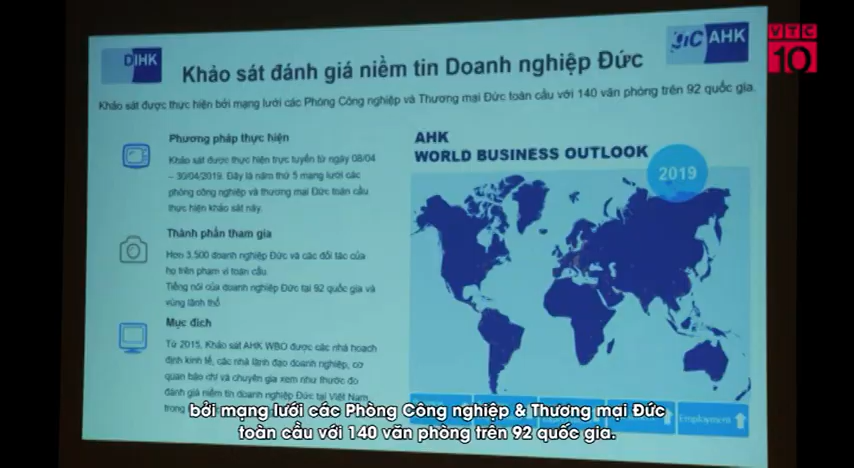 DIHK
GIC AHK
VTC
10
Khảo sát đánh giá niềm tin Doanh nghiệp Đức
Khảo sát được thực hiện bởi mạng lưới các Phòng Công nghiệp và Thương mại Đức toàn cầu với 140 văn phòng trên 92 quốc gia.
Phương pháp thực hiện
Khảo sát được thực hiện trực tuyến từ ngày 08/04
– 30/04/2019. Đây là năm thứ 5 mạng lưới các
phòng công nghiệp và thương mại Đức toàn cầu
thực hiện khảo sát này.
Thành phần tham gia
Hơn 3.500 doanh nghiệp Đức và các đối tác của
họ trên phạm vi toàn cầu.
Tiếng nói của doanh nghiệp Đức tại 92 quốc gia và
vùng lãnh thổ
Mục đích
Từ 2015, Khảo sát AHK WBO được các nhà hoạch
định kinh tế, các nhà lãnh đạo doanh nghiệp, cơ
quan báo chí và chuyên gia xem như thước đo
đánh giá niềm tin doanh nghiệp Đức tại Việt Nam
trong
AHK
WORLD BUSINESS OUTLOOK
2019
Employment
bởi mạng lưới các Phòng Công nghiệp & Thương mại Đức
toàn cầu với 140 văn phòng trên 92 quốc gia.